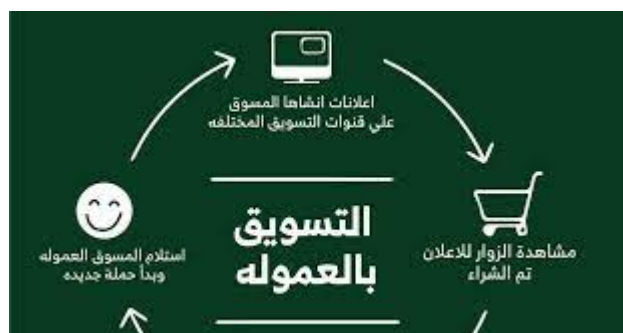 اعلانات انشاها المسوق
علي قنوات التسويق المختلفه
التسويق
بالعموله
مشاهدة الزوار للاعلان
تم الشراء
استلام المسوق العموله
وبدأ حملة جديده